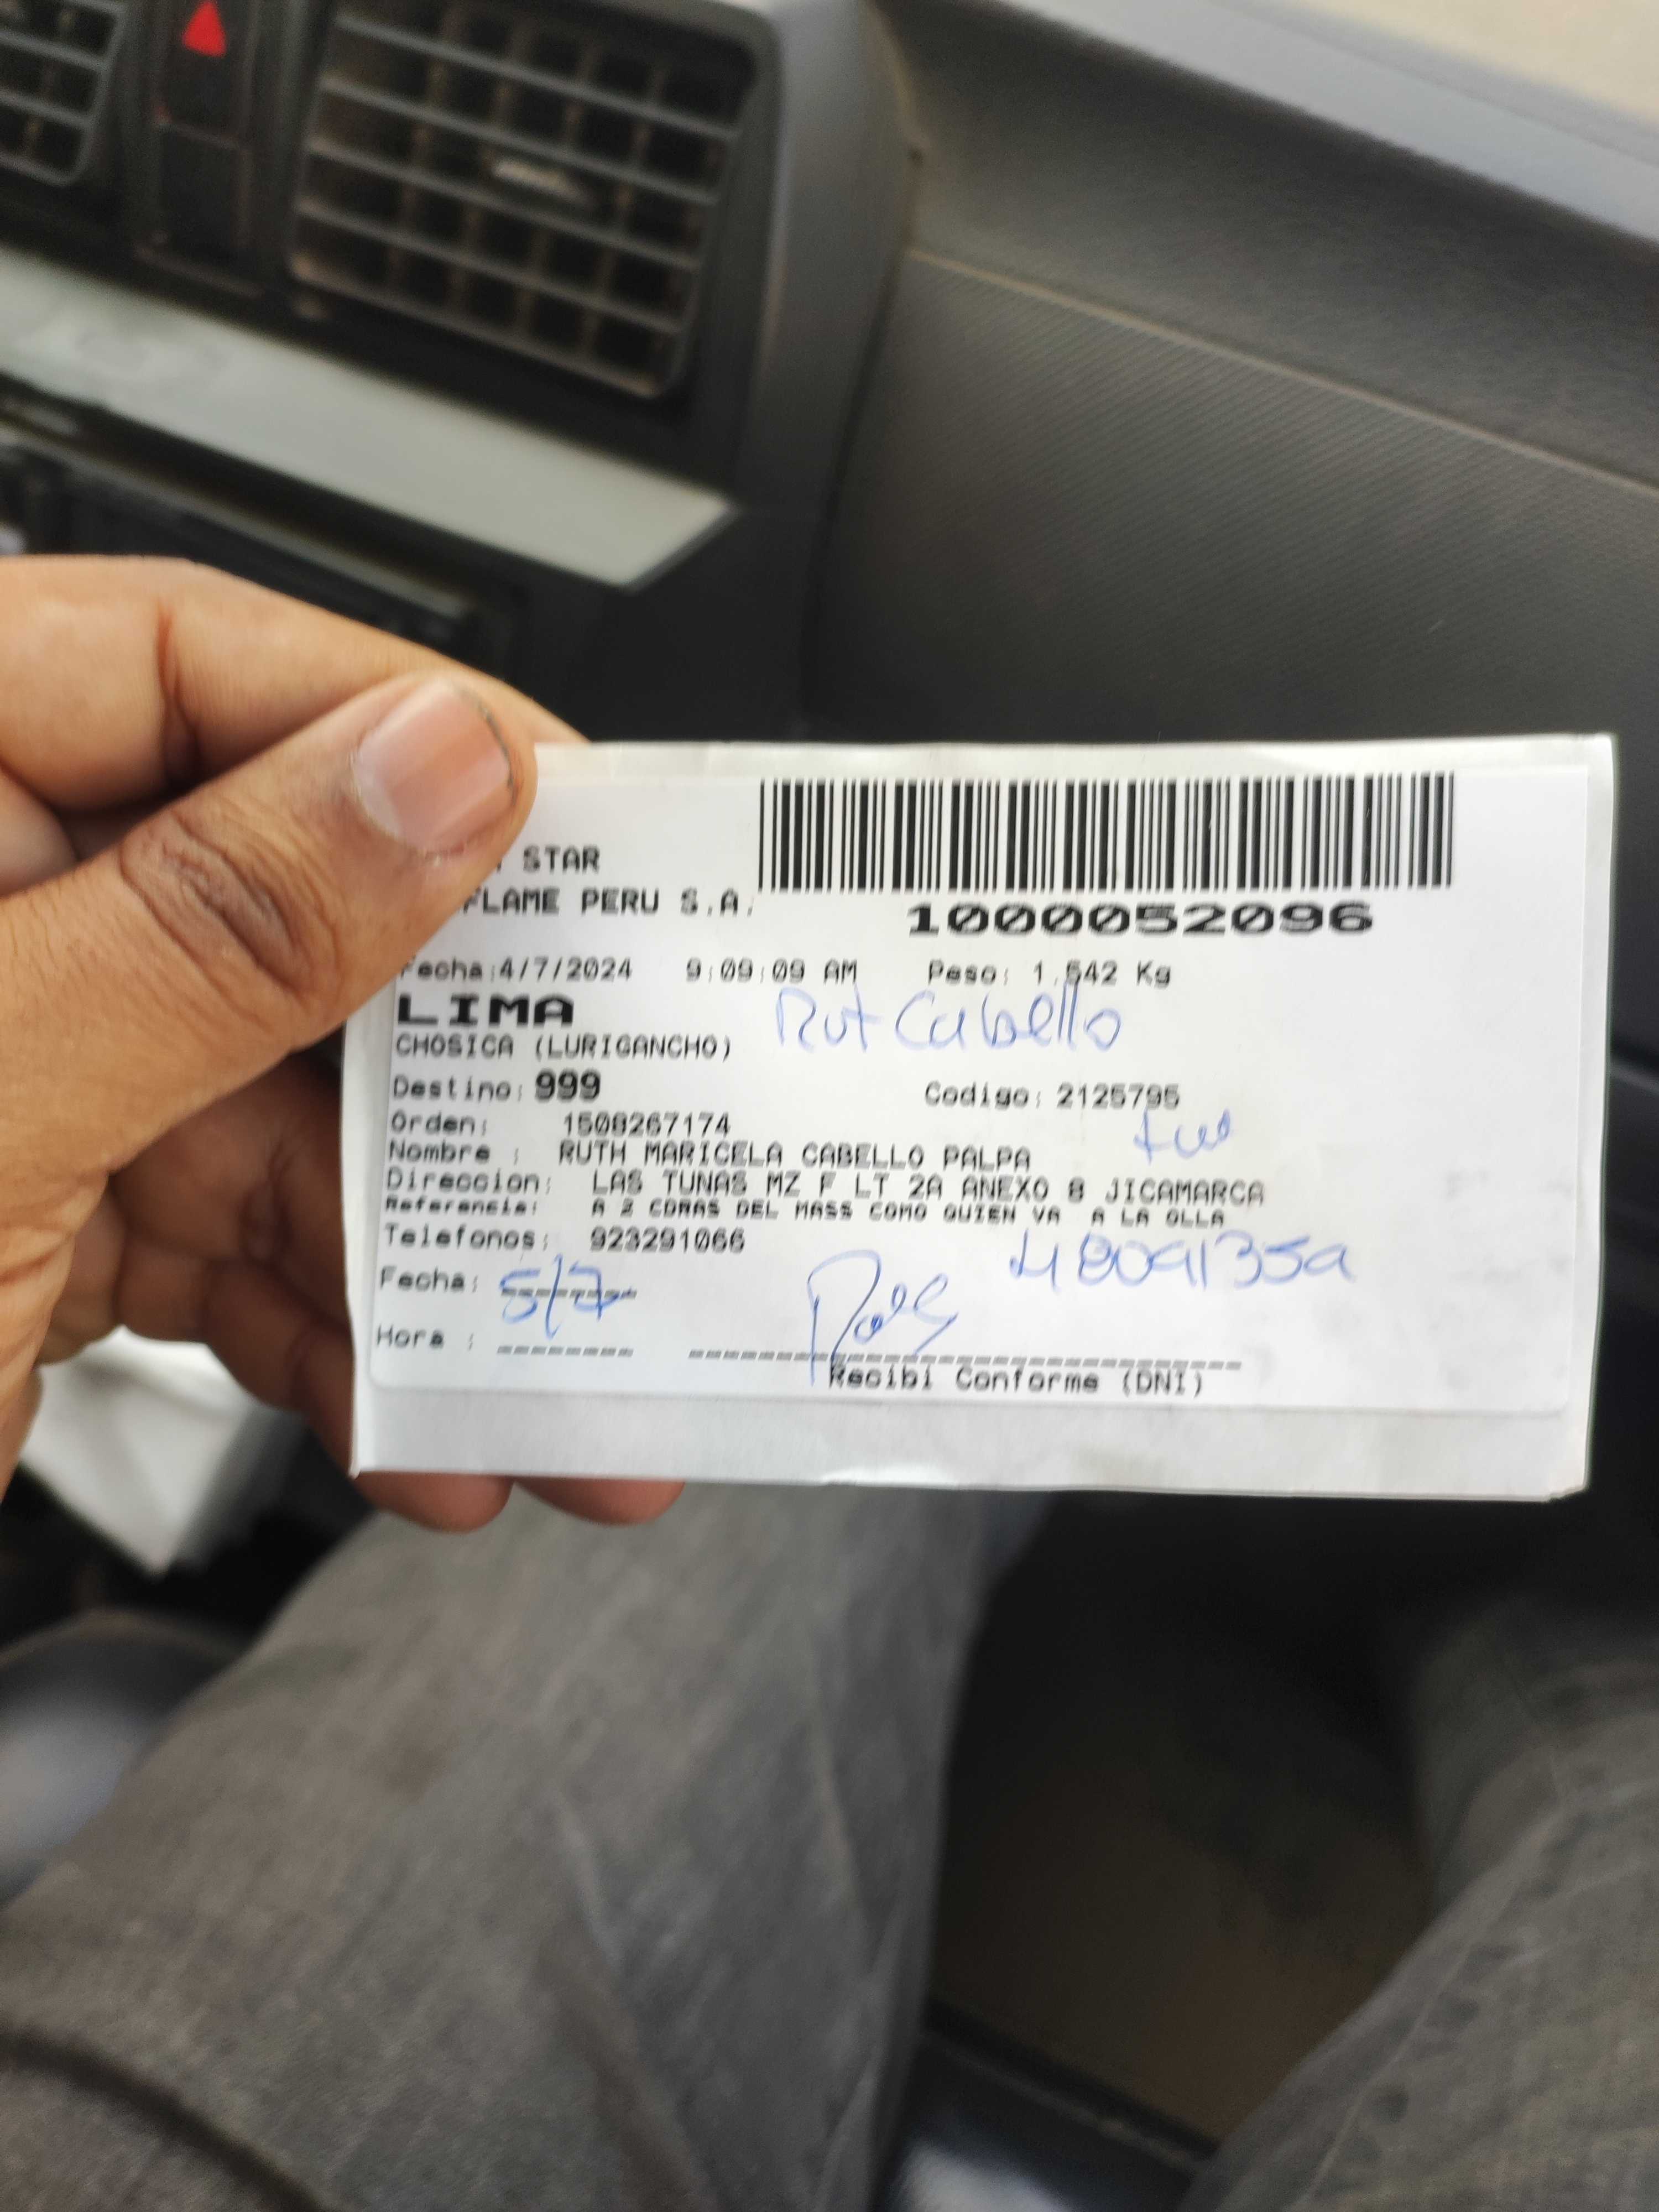 STAR
FLAME PERU S.A.
1000052096
Fecha:4/7/2024 9:09:09 AM Peso: 1.542 Kg
LIMA
Rut Cabello
CHOSICA (LURIGANCHO)
Destino: 999 Codigo: 2125795
Orden: 1508267174
Nombre : RUTH MARICELA CABELLO PALPA
Direccion: LAS TUNAS MZ F LT 2A ANEXO 8 JICAMARCA
Referencia: A 2 CDRAS DEL MASS COMO QUIEN VA A LA OLLA
Telefonos: 923291066
48091359
Fecha: 5/7
Hora :
Recibi Conforme (DNI)